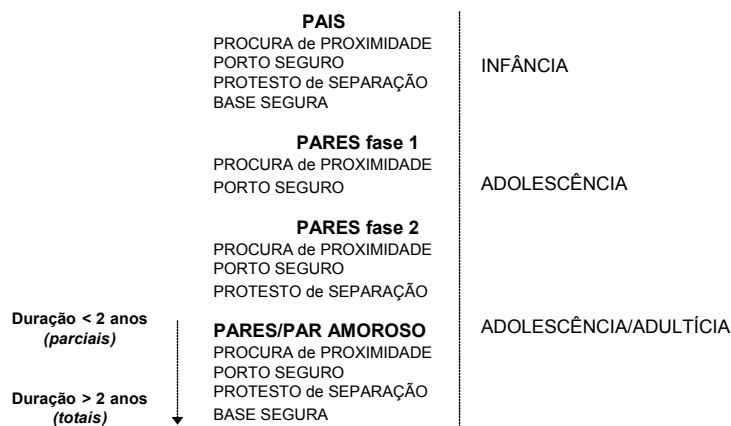 PAIS
PROCURA de PROXIMIDADE
PORTO SEGURO
PROTESTO de SEPARAÇÃO
BASE SEGURA
INFÂNCIA
PARES fase 1
PROCURA de PROXIMIDADE
PORTO SEGURO
ADOLESCÊNCIA
PARES fase 2
PROCURA de PROXIMIDADE
PORTO SEGURO
PROTESTO de SEPARAÇÃO
Duração < 2 anos
(parciais)
PARES/PAR AMOROSO
PROCURA de PROXIMIDADE
PORTO SEGURO
PROTESTO de SEPARAÇÃO
BASE SEGURA
Duração > 2 anos
(totais)
ADOLESCÊNCIA/ADULTÍCIA